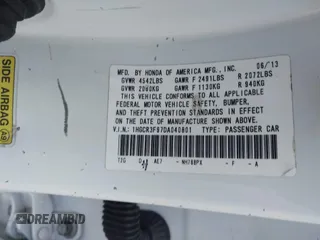 SIDE AIRBAG
MFD. BY HONDA OF AMERICA MFG., INC. 06/13
GVWR 4542LBS GAWR F 2491LBS R 2072LBS
GVWR 2060KG GAWR F 1130KG R 940KG
THIS VEHICLE CONFORMS TO ALL APPLICABLE
FEDERAL MOTOR VEHICLE SAFETY, BUMPER,
AND THEFT PREVENTION STANDARDS IN EFFECT
ON THE DATE OF MANUFACTURE SHOWN ABOVE.
V.I.N.: 1HGCR3F87DA040801 TYPE: PASSENGER CAR
AE7 NH788PX - F - A
DREAMBID